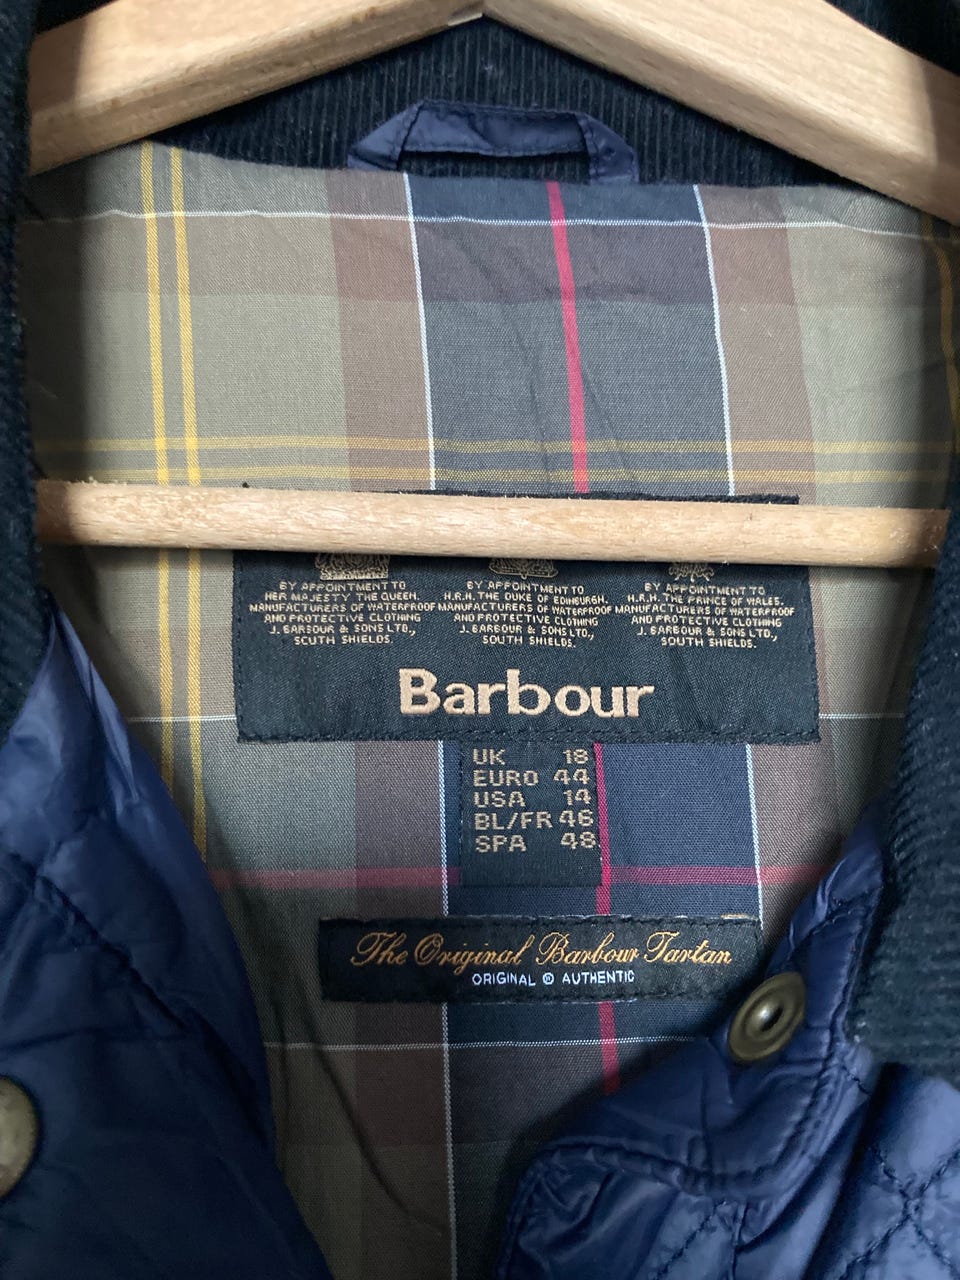 BY APPOINTMENT TO
HER MAJESTY THE QUEEN.
MANUFACTURERS OF WATERPROOF
AND PROTECTIVE CLOTHING
J. BARBOUR & SONS LTD.,
SOUTH SHIELDS.
BY APPOINTMENT TO
H.R.H. THE DUKE OF EDINBURGH.
MANUFACTURERS OF WATERPROOF
AND PROTECTIVE CLOTHING
J. BARBOUR & SONS LTD.,
SOUTH SHIELDS.
BY APPOINTMENT TO
H.R.H. THE PRINCE OF WALES.
MANUFACTURERS OF WATERPROOF
AND PROTECTIVE CLOTHING
J. BARBOUR & SONS LTD.,
SOUTH SHIELDS.
Barbour
UK 18
EURO 44
USA 14
BL/FR 46
SPA 48
The Original Barbour Tartan
ORIGINAL ® AUTHENTIC